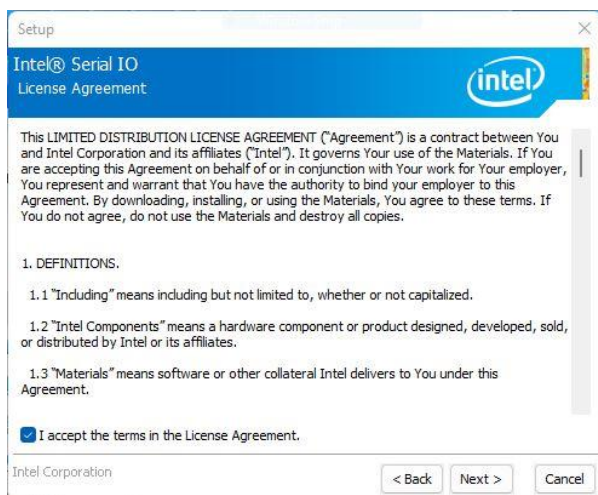 Setup
Intel® Serial IO
License Agreement
intel
This LIMITED DISTRIBUTION LICENSE AGREEMENT ("Agreement") is a contract between You
and Intel Corporation and its affiliates ("Intel"). It governs Your use of the Materials. If You
are accepting this Agreement on behalf of or in conjunction with Your work for Your employer,
You represent and warrant that You have the authority to bind your employer to this
Agreement. By downloading, installing, or using the Materials, You agree to these terms. If
You do not agree, do not use the Materials and destroy all copies.
1. DEFINITIONS.
1.1 "Including" means including but not limited to, whether or not capitalized.
1.2 "Intel Components" means a hardware component or product designed, developed, sold,
or distributed by Intel or its affiliates.
1.3 "Materials" means software or other collateral Intel delivers to You under this
Agreement.
I accept the terms in the License Agreement.
Intel Corporation
< Back Next > Cancel